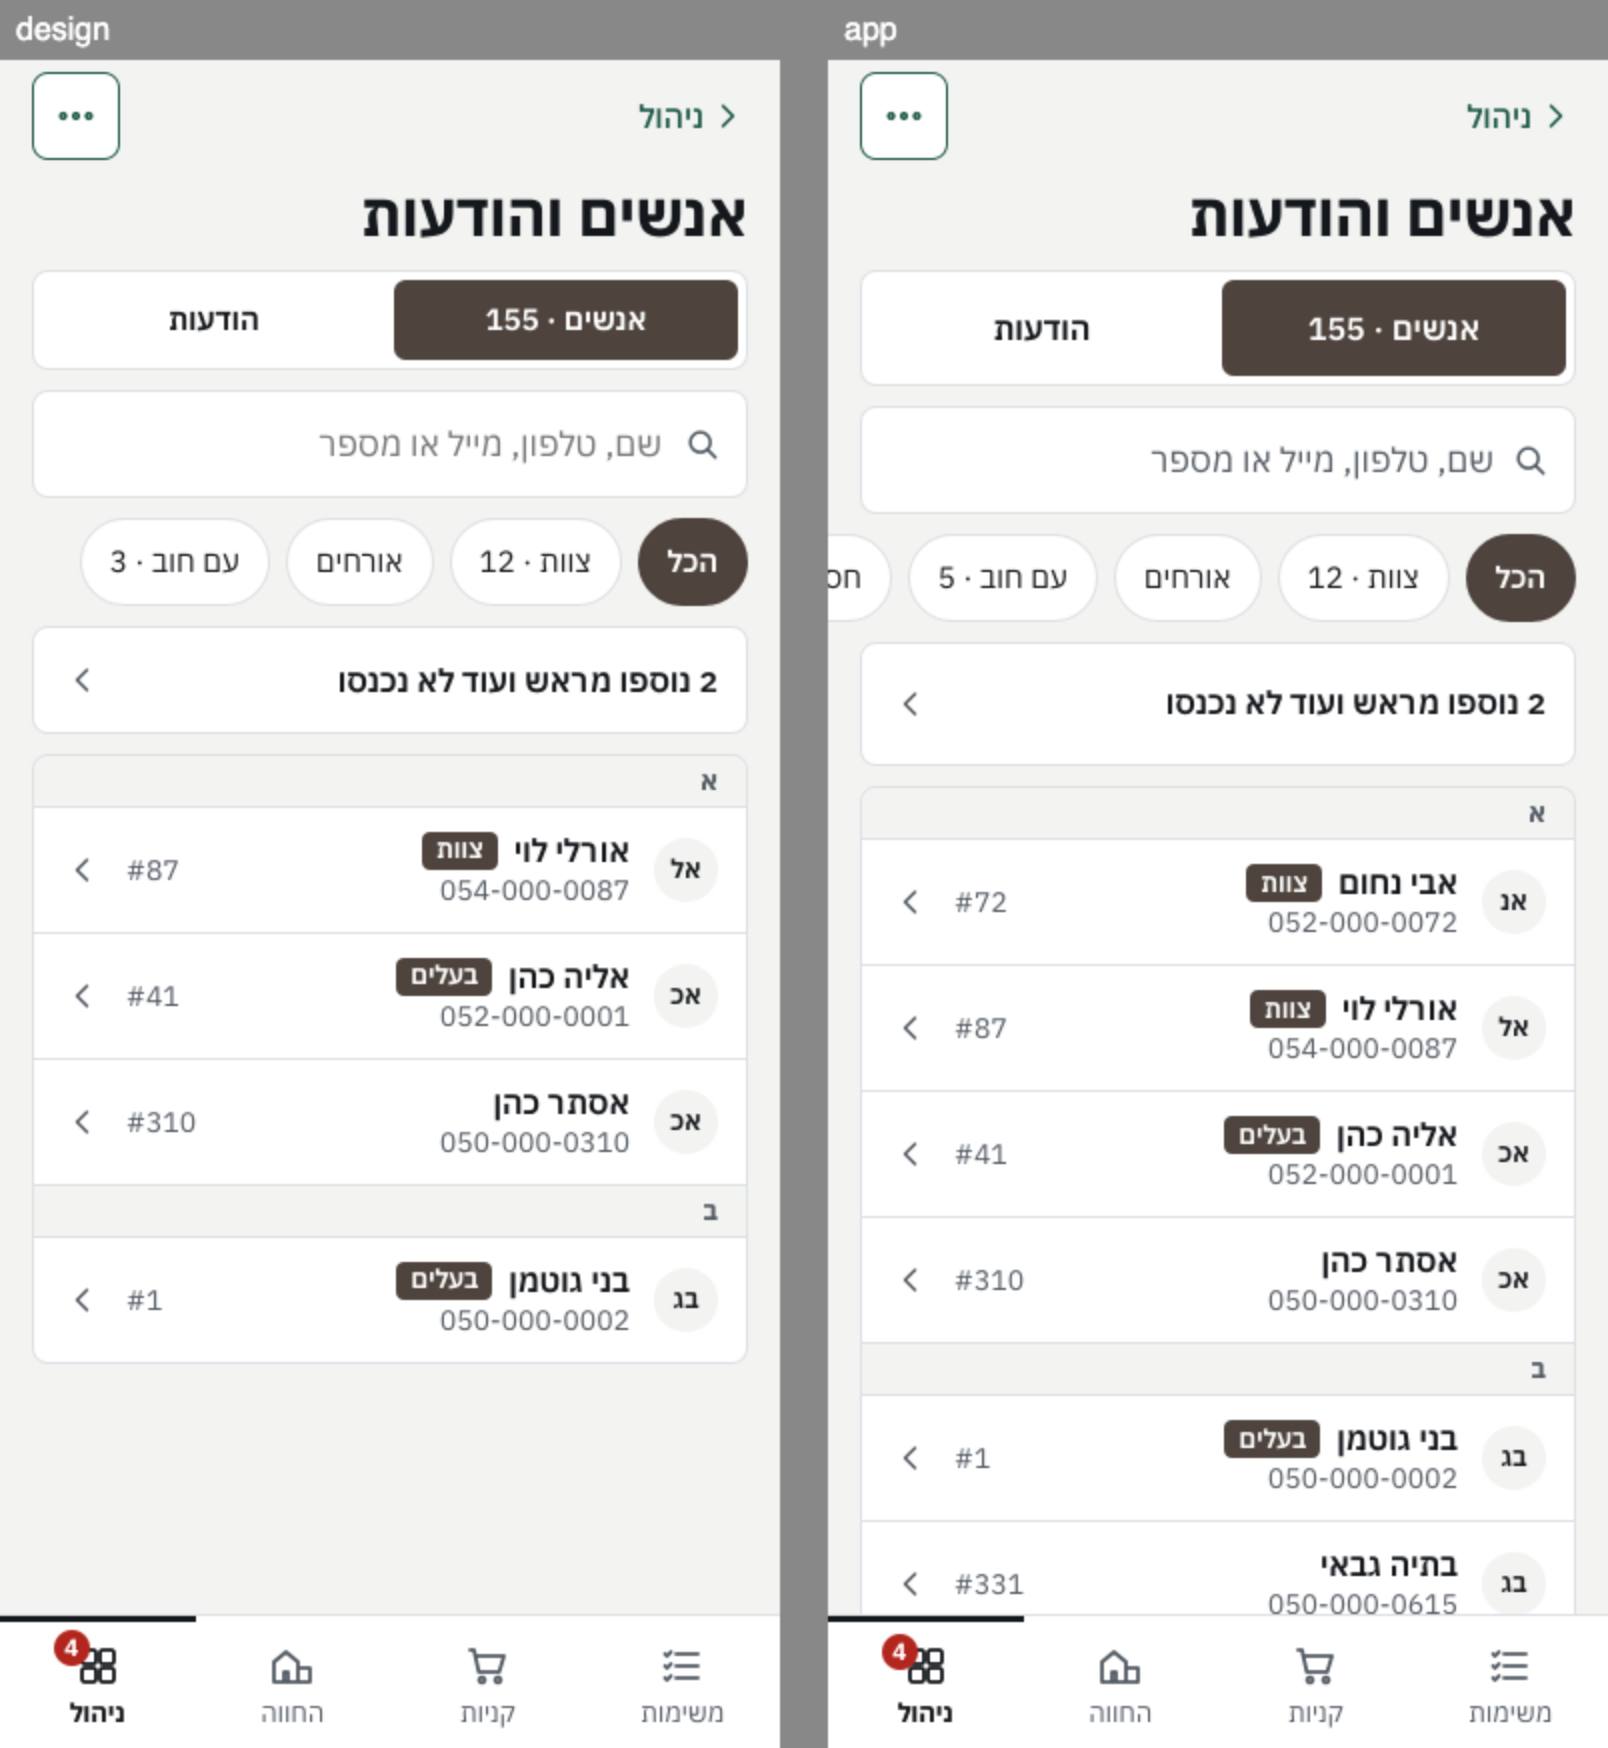 design
ניהול
•••
אנשים והודעות
אנשים · 155
הודעות
שם, טלפון, מייל או מספר
הכל
צוות · 12
אורחים
עם חוב · 3
2 נוספו מראש ועוד לא נכנסו
א
אל
אורלי לוי צוות
054-000-0087
#87
אכ
אליה כהן בעלים
052-000-0001
#41
אכ
אסתר כהן
050-000-0310
#310
ב
בג
בני גוטמן בעלים
050-000-0002
#1
משימות
קניות
החווה
4
ניהול
app
ניהול
•••
אנשים והודעות
אנשים · 155
הודעות
שם, טלפון, מייל או מספר
הכל
צוות · 12
אורחים
עם חוב · 5
חס
2 נוספו מראש ועוד לא נכנסו
א
אנ
אבי נחום צוות
052-000-0072
#72
אל
אורלי לוי צוות
054-000-0087
#87
אכ
אליה כהן בעלים
052-000-0001
#41
אכ
אסתר כהן
050-000-0310
#310
ב
בג
בני גוטמן בעלים
050-000-0002
#1
בג
בתיה גבאי
050-000-0615
#331
משימות
קניות
החווה
4
ניהול